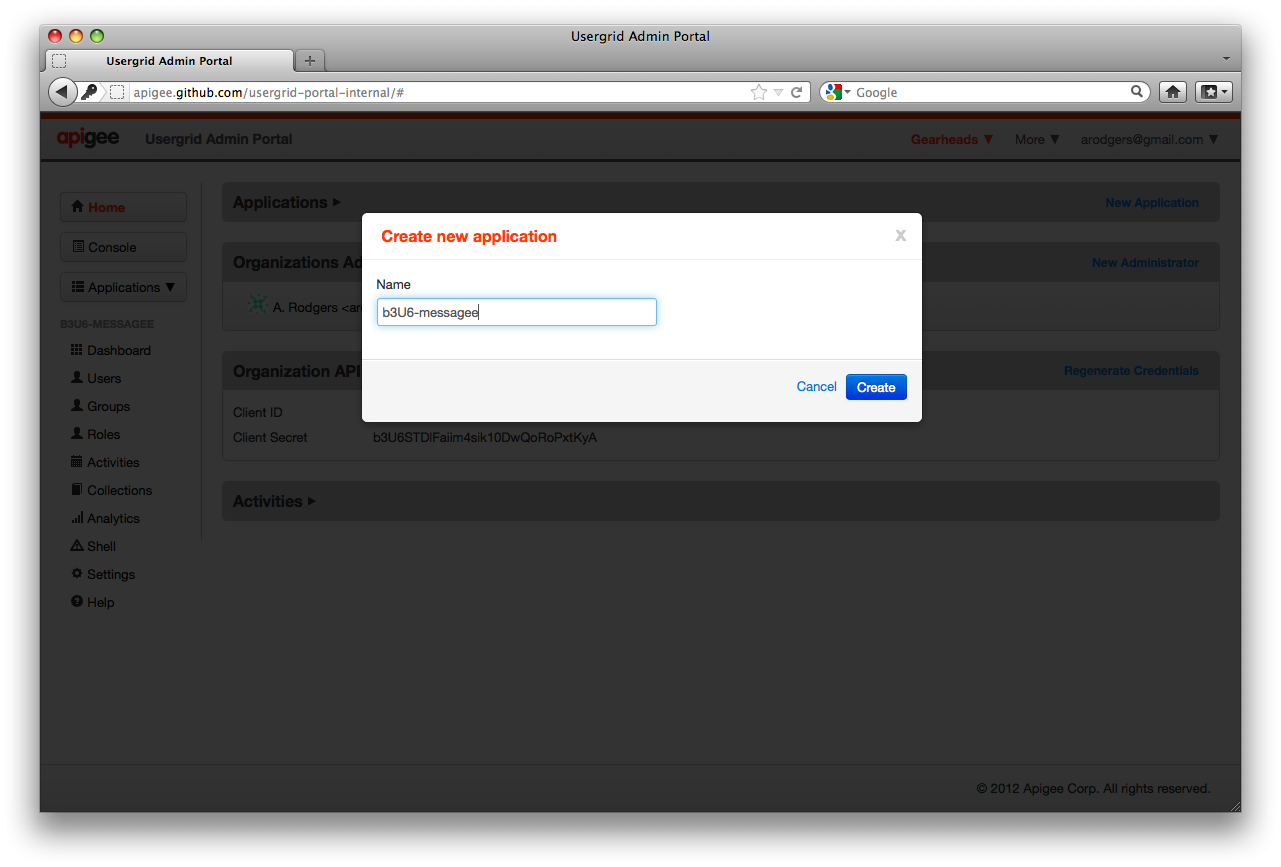 Usergrid Admin Portal
Usergrid Admin Portal
apigee.github.com/usergrid-portal-internal/#
Google
apigee Usergrid Admin Portal Gearheads ▼ More ▼ arodgers@gmail.com ▼
Home
Console
Applications ▼
B3U6-MESSAGEE
Dashboard
Users
Groups
Roles
Activities
Collections
Analytics
Shell
Settings
Help
Applications ▸ New Application
Organizations Ad New Administrator
A. Rodgers <ar
Organization API Regenerate Credentials
Client ID
Client Secret b3U6STDlFaiim4sik10DwQoRoPxtKyA
Activities ▸
Create new application X
Name
b3U6-messagee
Cancel Create
© 2012 Apigee Corp. All rights reserved.